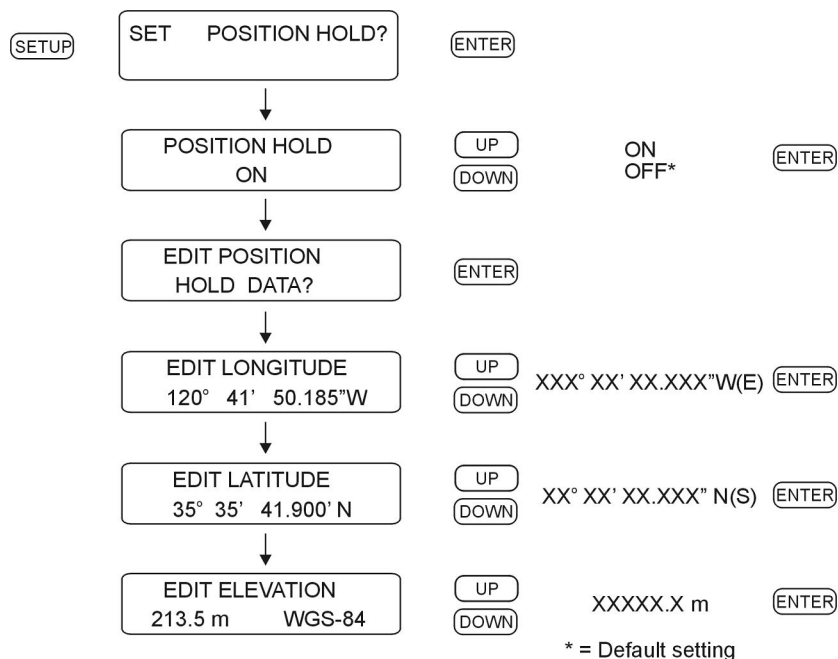 SETUP
SET POSITION HOLD?
ENTER
POSITION HOLD
ON
UP
DOWN
ON
OFF*
ENTER
EDIT POSITION
HOLD DATA?
ENTER
EDIT LONGITUDE
120° 41’ 50.185”W
UP
DOWN
XXX° XX’ XX.XXX”W(E)
ENTER
EDIT LATITUDE
35° 35’ 41.900’ N
UP
DOWN
XX° XX’ XX.XXX” N(S)
ENTER
EDIT ELEVATION
213.5 m WGS-84
UP
DOWN
XXXXX.X m
ENTER
* = Default setting